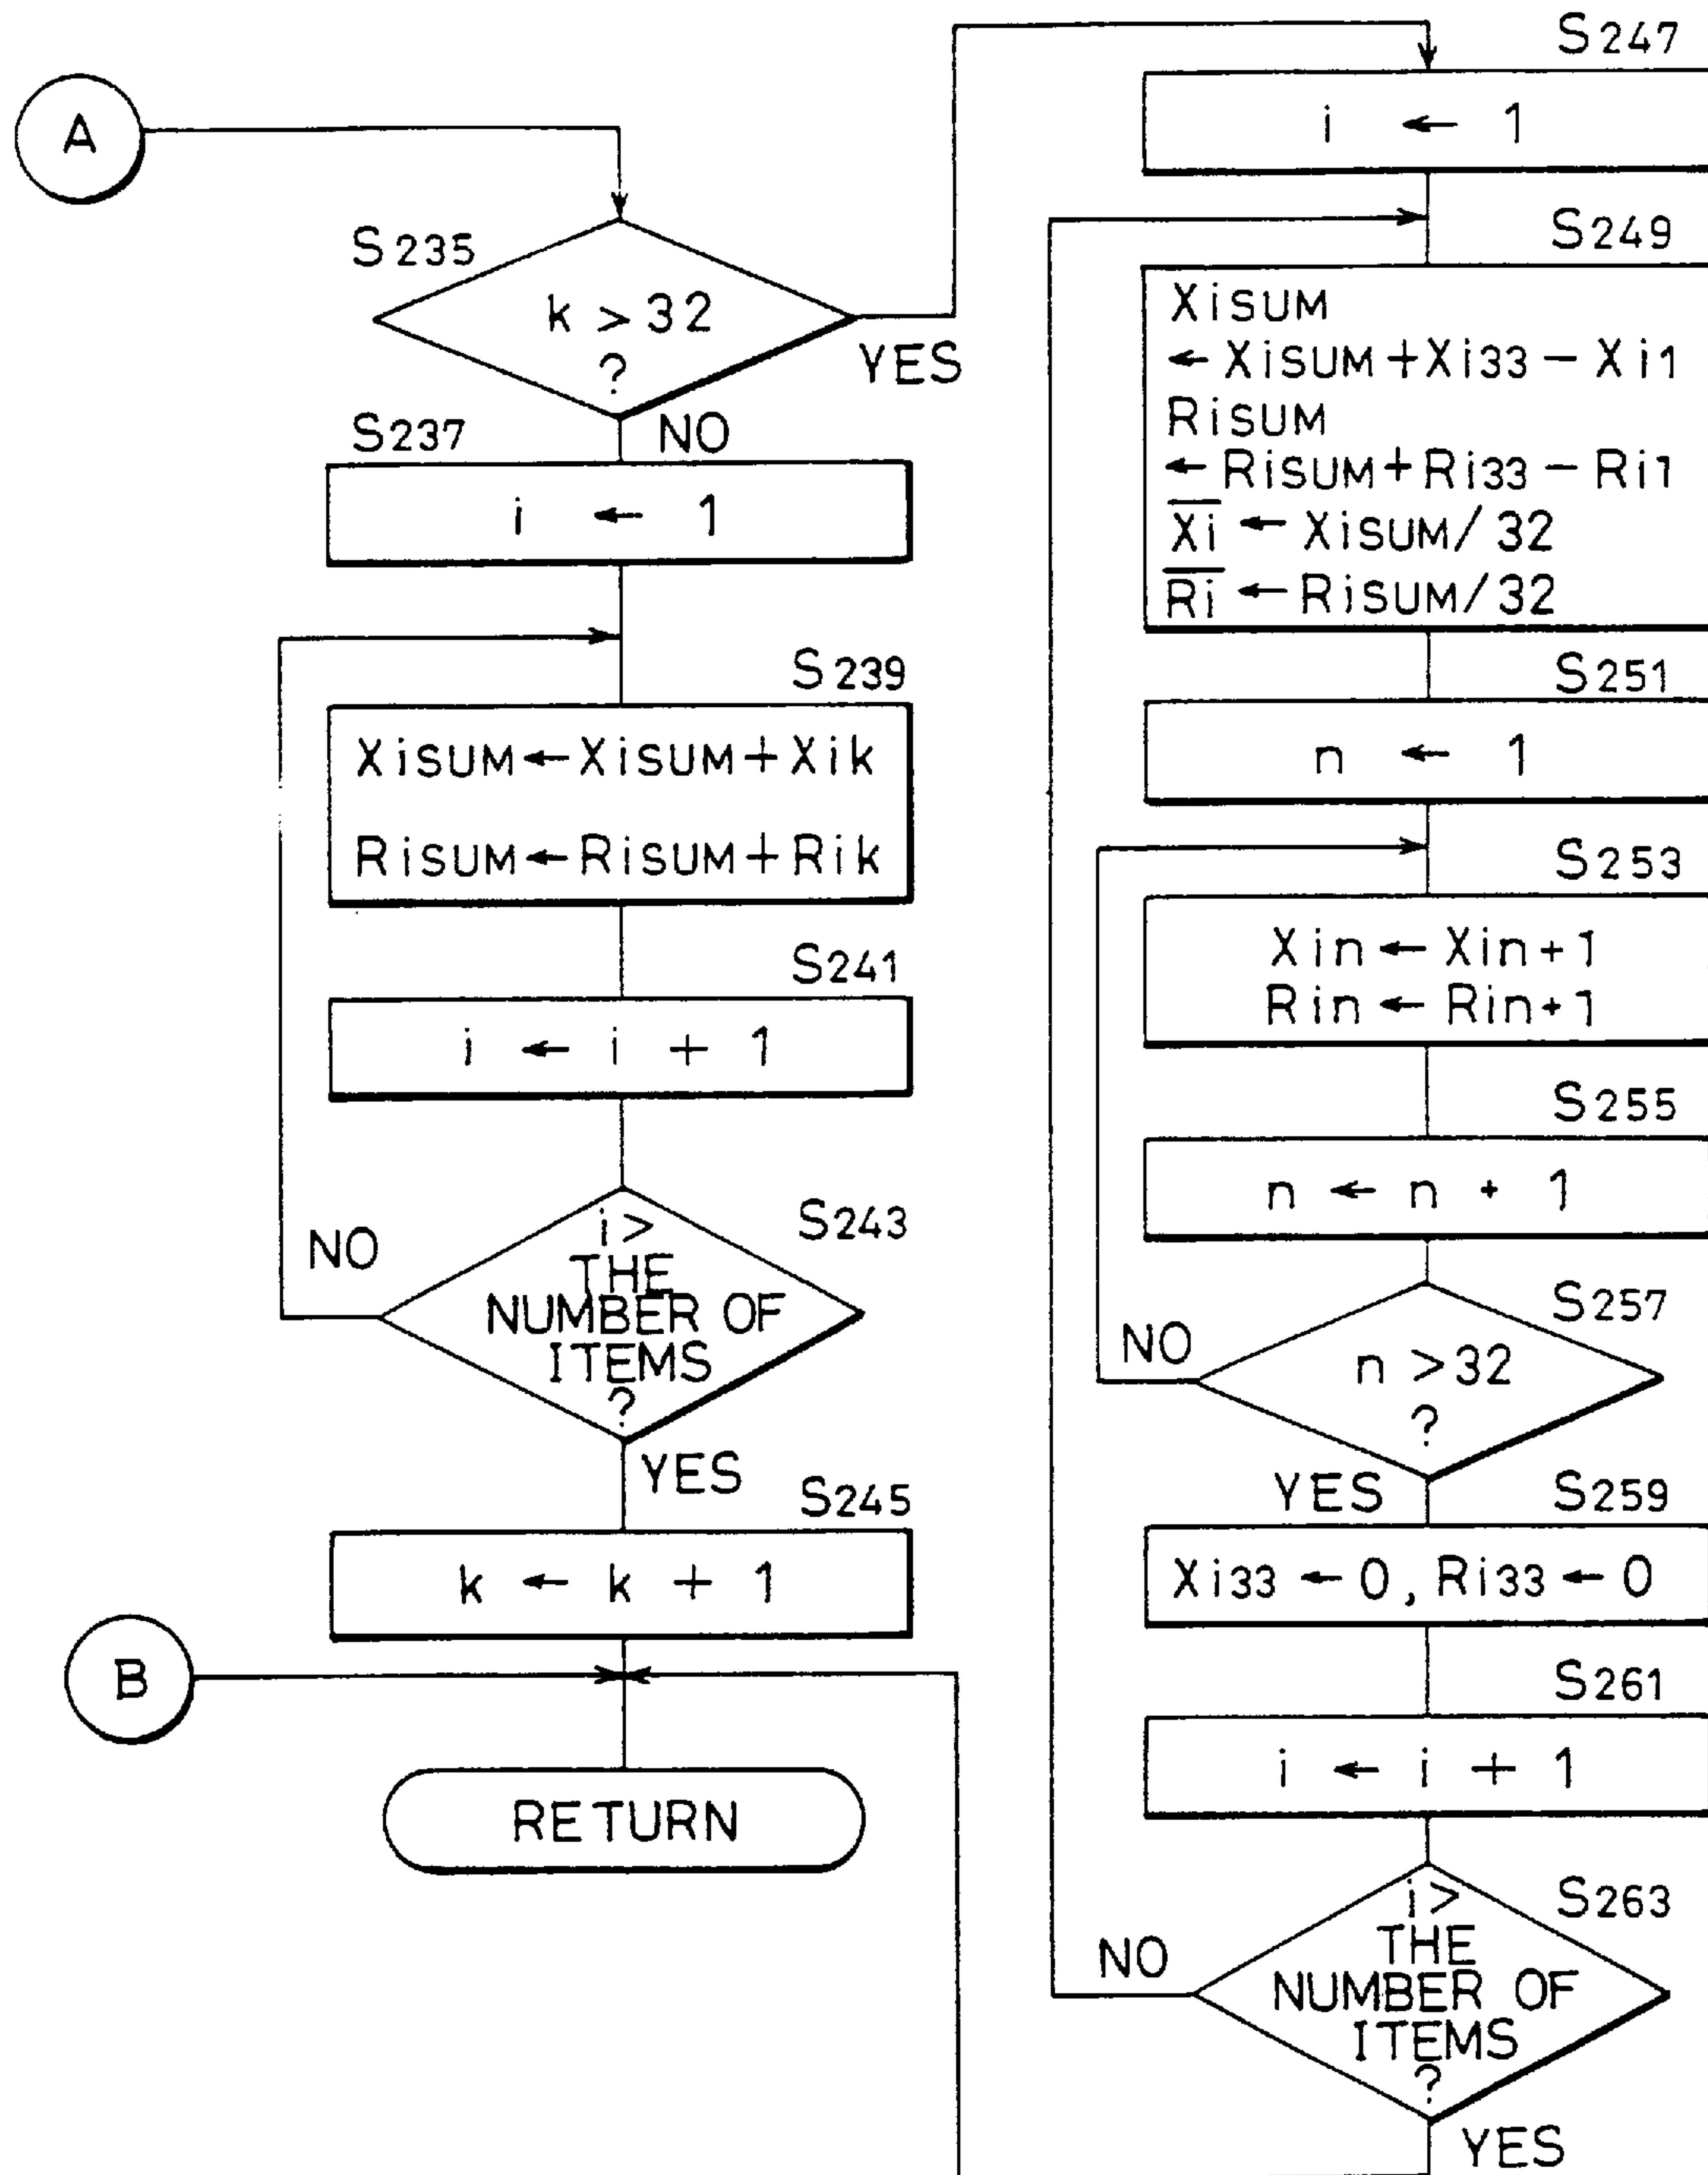 A
S235
k > 32
?
YES
NO
S237
i ← 1
S239
XiSUM ← XiSUM + Xik
RiSUM ← RiSUM + Rik
S241
i ← i + 1
S243
i >
THE
NUMBER OF
ITEMS
?
NO
YES
S245
k ← k + 1
B
RETURN
S247
i ← 1
S249
XiSUM
← XiSUM + Xi33 - Xi1
RiSUM
← RiSUM + Ri33 - Ri1
X̅i̅ ← XiSUM / 32
R̅i̅ ← RiSUM / 32
S251
n ← 1
S253
Xin ← Xin+1
Rin ← Rin+1
S255
n ← n + 1
S257
n > 32
?
NO
YES
S259
Xi33 ← 0, Ri33 ← 0
S261
i ← i + 1
S263
i >
THE
NUMBER OF
ITEMS
?
NO
YES